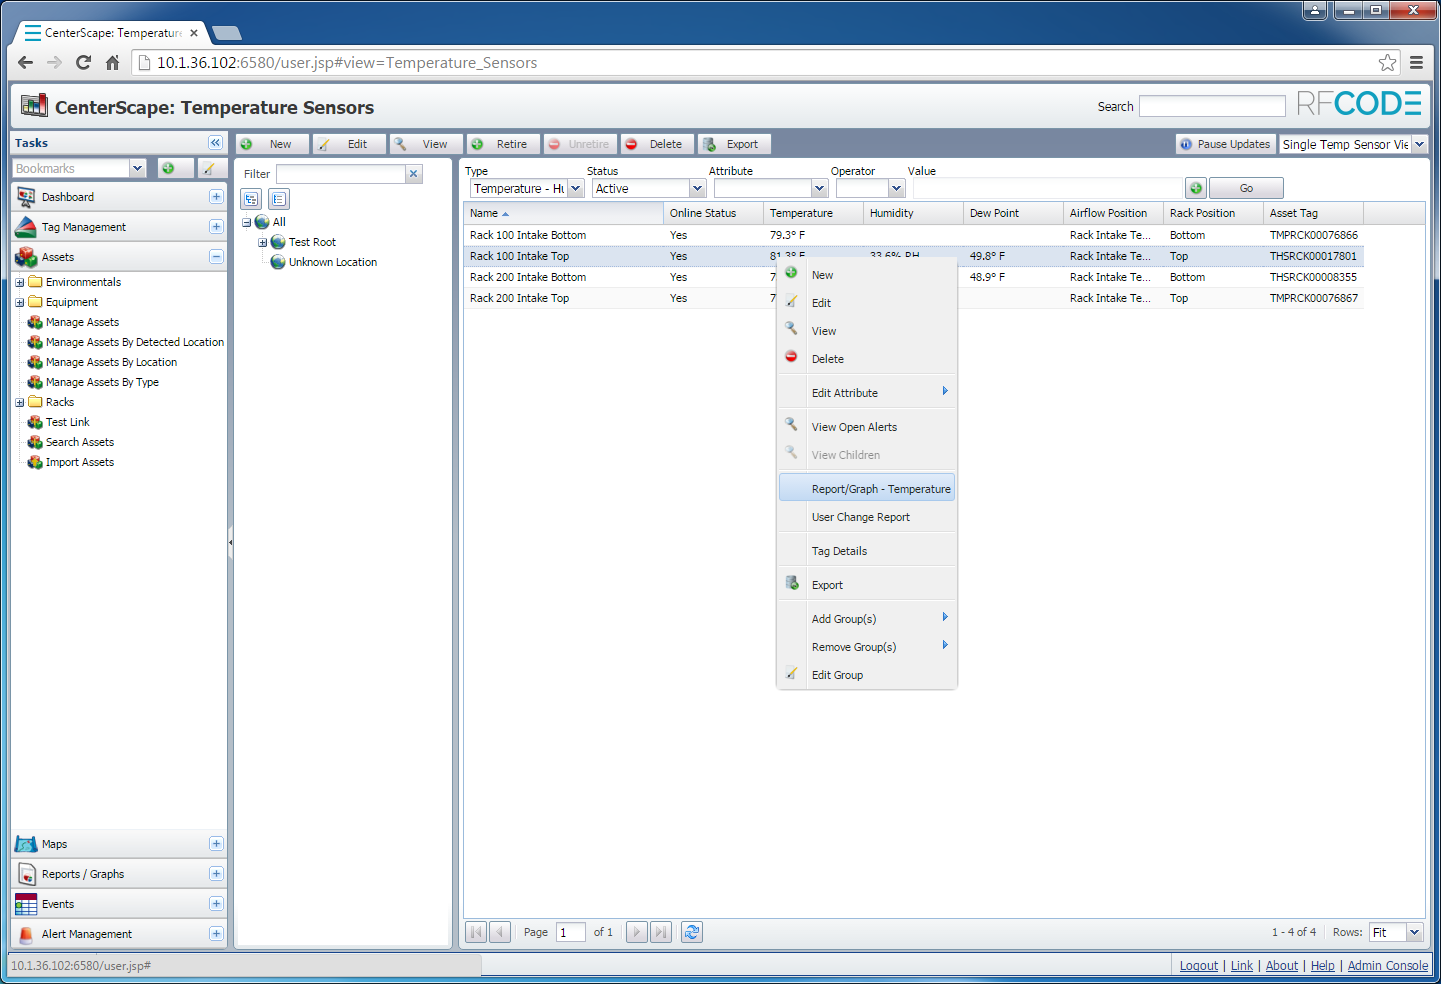 CenterScape: Temperature
10.1.36.102:6580/user.jsp#view=Temperature_Sensors
CenterScape: Temperature Sensors
Search
RFCODE
Tasks
New
Edit
View
Retire
Unretire
Delete
Export
Pause Updates
Single Temp Sensor Vie
Bookmarks
Filter
Type
Status
Attribute
Operator
Value
Temperature - Hu
Active
Go
Dashboard
Tag Management
Assets
Environmentals
Equipment
Manage Assets
Manage Assets By Detected Location
Manage Assets By Location
Manage Assets By Type
Racks
Test Link
Search Assets
Import Assets
Maps
Reports / Graphs
Events
Alert Management
All
Test Root
Unknown Location
Name Online Status Temperature Humidity Dew Point Airflow Position Rack Position Asset Tag
Rack 100 Intake Bottom Yes 79.3° F Rack Intake Te... Bottom TMPRCK00076866
Rack 100 Intake Top Yes 81.3° F 33.6% RH 49.8° F Rack Intake Te... Top THSRCK00017801
Rack 200 Intake Bottom Yes 7 48.9° F Rack Intake Te... Bottom THSRCK00008355
Rack 200 Intake Top Yes 7 Rack Intake Te... Top TMPRCK00076867
New
Edit
View
Delete
Edit Attribute
View Open Alerts
View Children
Report/Graph - Temperature
User Change Report
Tag Details
Export
Add Group(s)
Remove Group(s)
Edit Group
Page 1 of 1
1 - 4 of 4 Rows: Fit
10.1.36.102:6580/user.jsp#
Logout | Link | About | Help | Admin Console